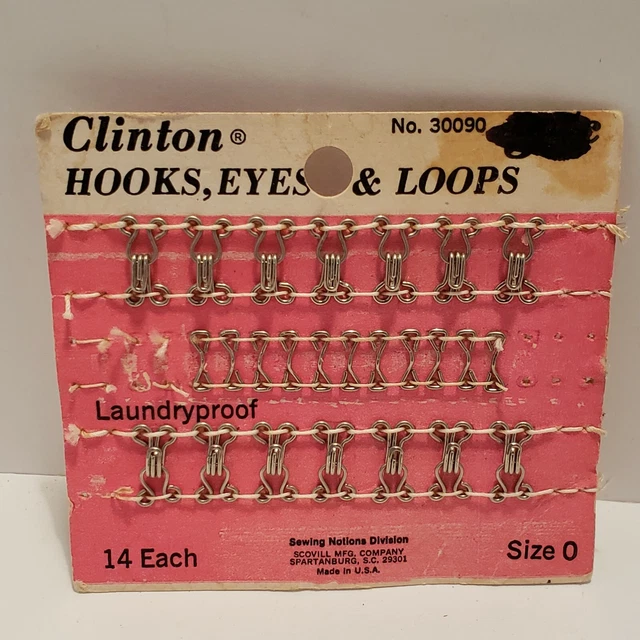 Clinton® No. 30090
HOOKS, EYES & LOOPS
Laundryproof
14 Each
Sewing Notions Division
SCOVILL MFG. COMPANY
SPARTANBURG, S.C. 29301
Made in U.S.A.
Size 0